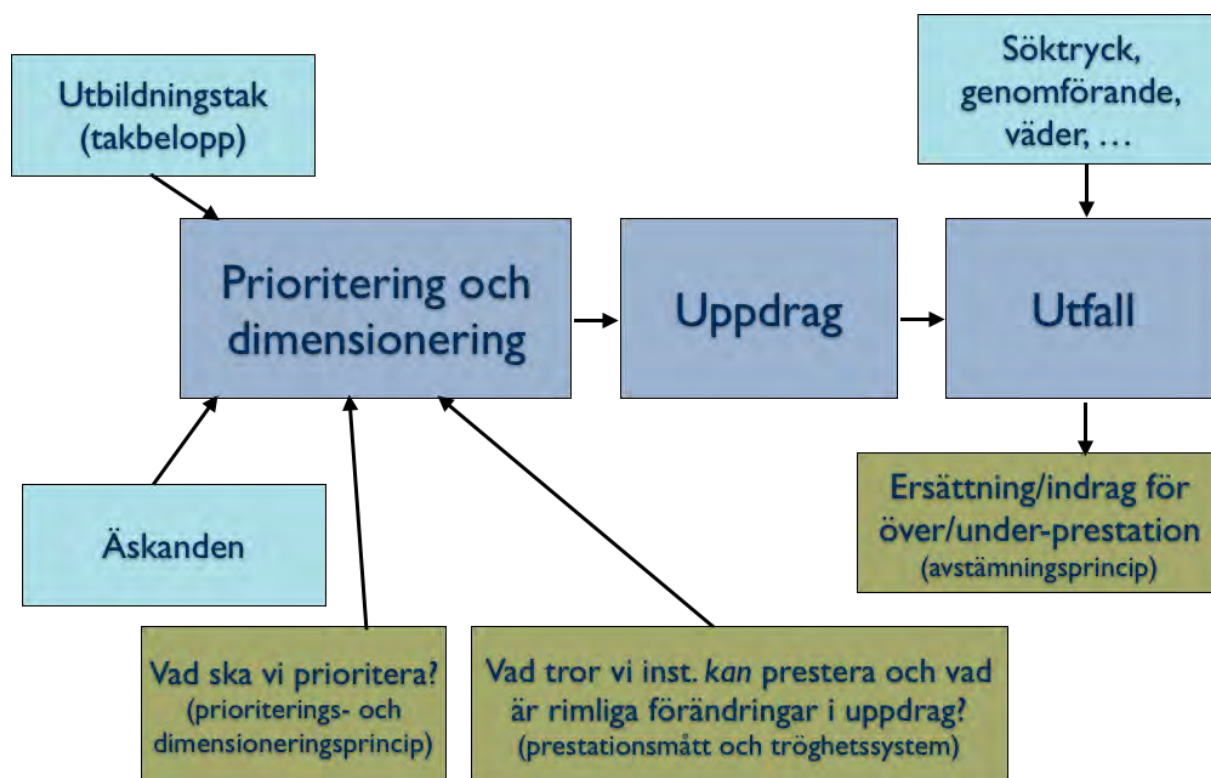 Utbildningstak
(takbelopp)
Söktryck,
genomförande,
väder, …
Prioritering och
dimensionering
Uppdrag
Utfall
Äskanden
Ersättning/indrag för
över/under-prestation
(avstämningsprincip)
Vad ska vi prioritera?
(prioriterings- och
dimensioneringsprincip)
Vad tror vi inst. kan prestera och vad
är rimliga förändringar i uppdrag?
(prestationsmått och tröghetssystem)